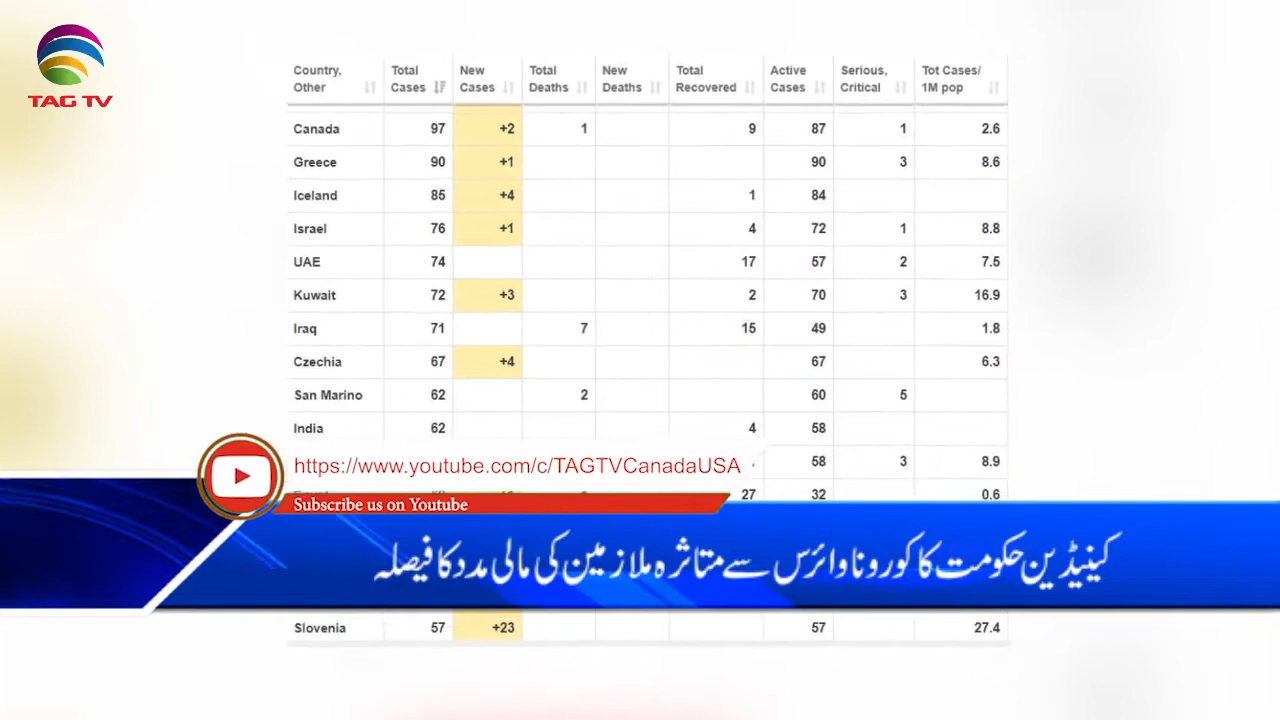 TAG TV
Country, Other Total Cases New Cases Total Deaths New Deaths Total Recovered Active Cases Serious, Critical Tot Cases/ 1M pop
Canada 97 +2 1 9 87 1 2.6
Greece 90 +1 90 3 8.6
Iceland 85 +4 1 84
Israel 76 +1 4 72 1 8.8
UAE 74 17 57 2 7.5
Kuwait 72 +3 2 70 3 16.9
Iraq 71 7 15 49 1.8
Czechia 67 +4 67 6.3
San Marino 62 2 60 5
India 62 4 58
https://www.youtube.com/c/TAGTVCanadaUSA 58 3 8.9
27 32 0.6
Subscribe us on Youtube
کینیڈین حکومت کا کورونا وائرس سے متاثرہ ملازمین کی مالی مدد کا فیصلہ
Slovenia 57 +23 57 27.4